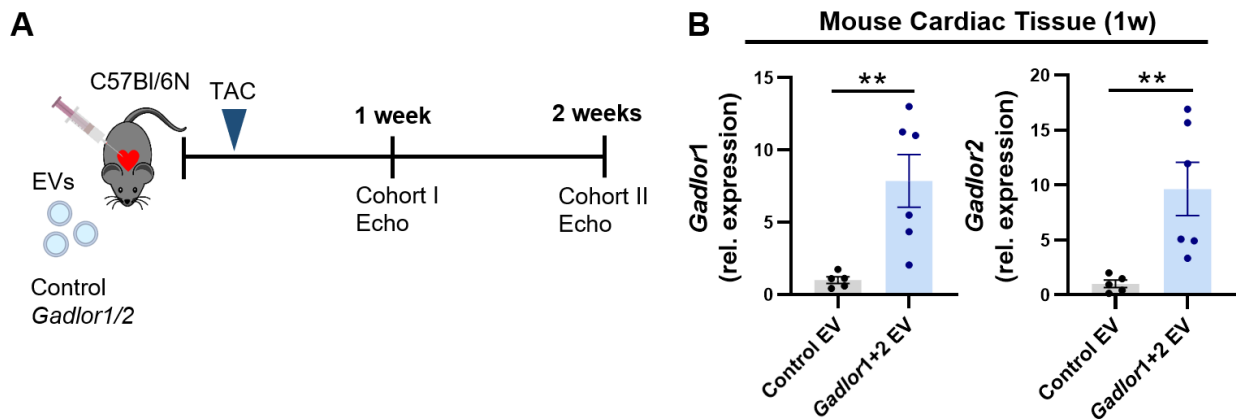 A
C57Bl/6N
TAC
1 week
2 weeks
EVs
Cohort I
Echo
Cohort II
Echo
Control
Gadlor1/2
B
Mouse Cardiac Tissue (1w)
Gadlor1
(rel. expression)
15
10
5
0
**
Control EV
Gadlor1+2 EV
Gadlor2
(rel. expression)
20
15
10
5
0
**
Control EV
Gadlor1+2 EV